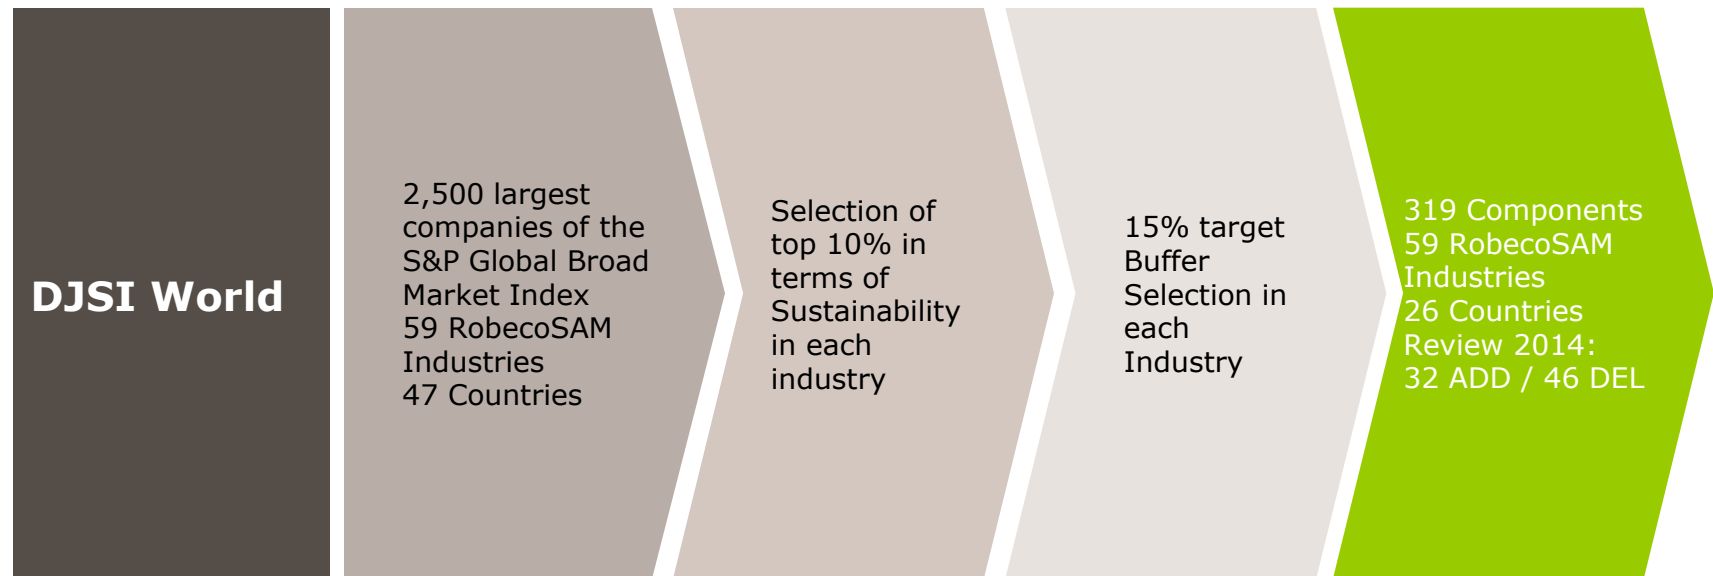 DJSI World
2,500 largest
companies of the
S&P Global Broad
Market Index
59 RobecoSAM
Industries
47 Countries
Selection of
top 10% in
terms of
Sustainability
in each
industry
15% target
Buffer
Selection in
each
Industry
319 Components
59 RobecoSAM
Industries
26 Countries
Review 2014:
32 ADD / 46 DEL